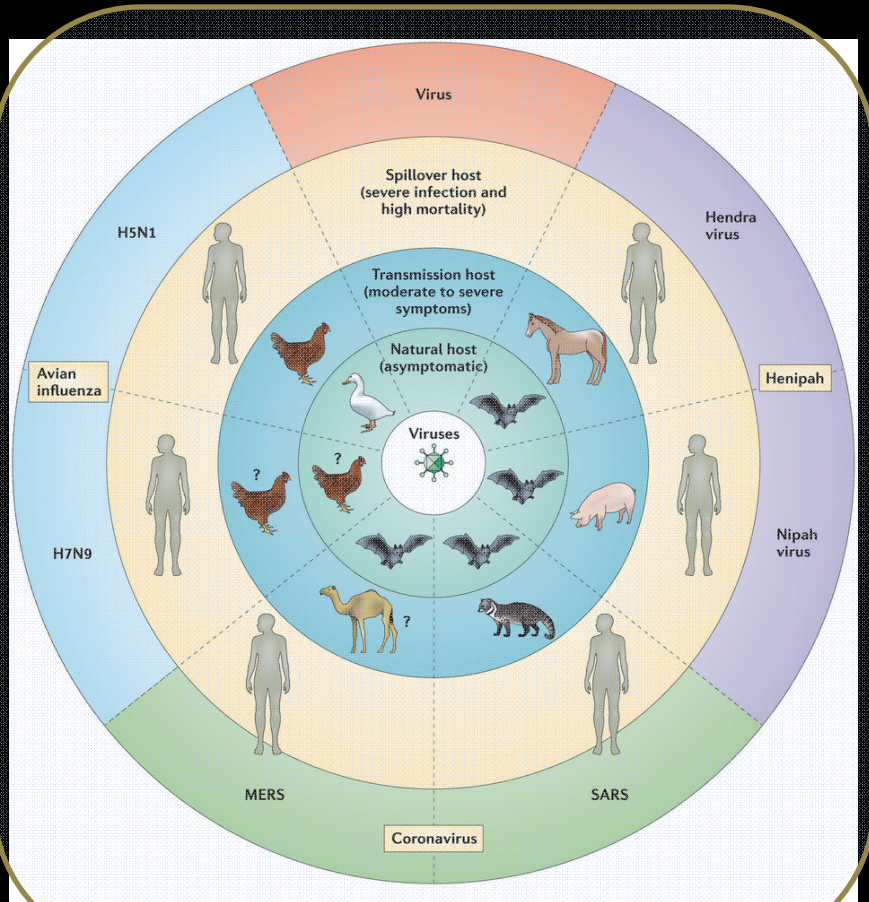 Virus
Spillover host
(severe infection and
high mortality)
Transmission host
(moderate to severe
symptoms)
Natural host
(asymptomatic)
Viruses
H5N1
Hendra
virus
Avian
influenza
Henipah
?
?
H7N9
Nipah
virus
?
MERS
SARS
Coronavirus